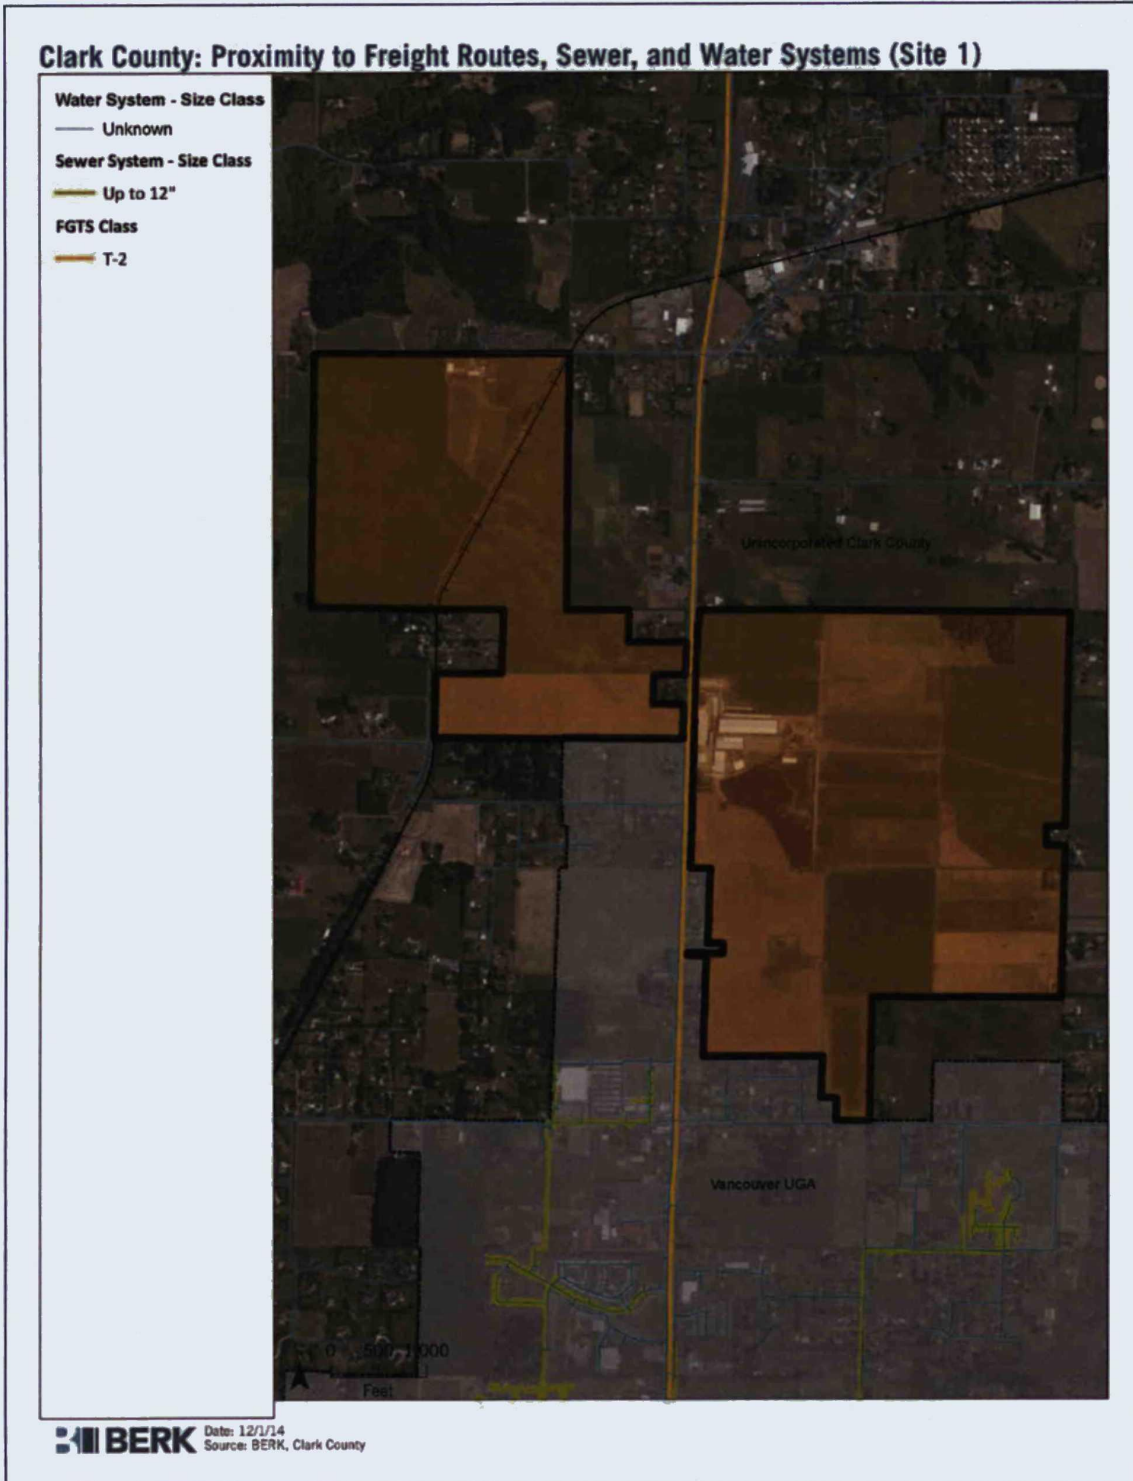 Clark County: Proximity to Freight Routes, Sewer, and Water Systems (Site 1)
Water System - Size Class
Unknown
Sewer System - Size Class
Up to 12"
FGTS Class
T-2
Unincorporated Clark County
Vancouver UGA
0 500 1,000
Feet
BERK
Date: 12/1/14
Source: BERK, Clark County